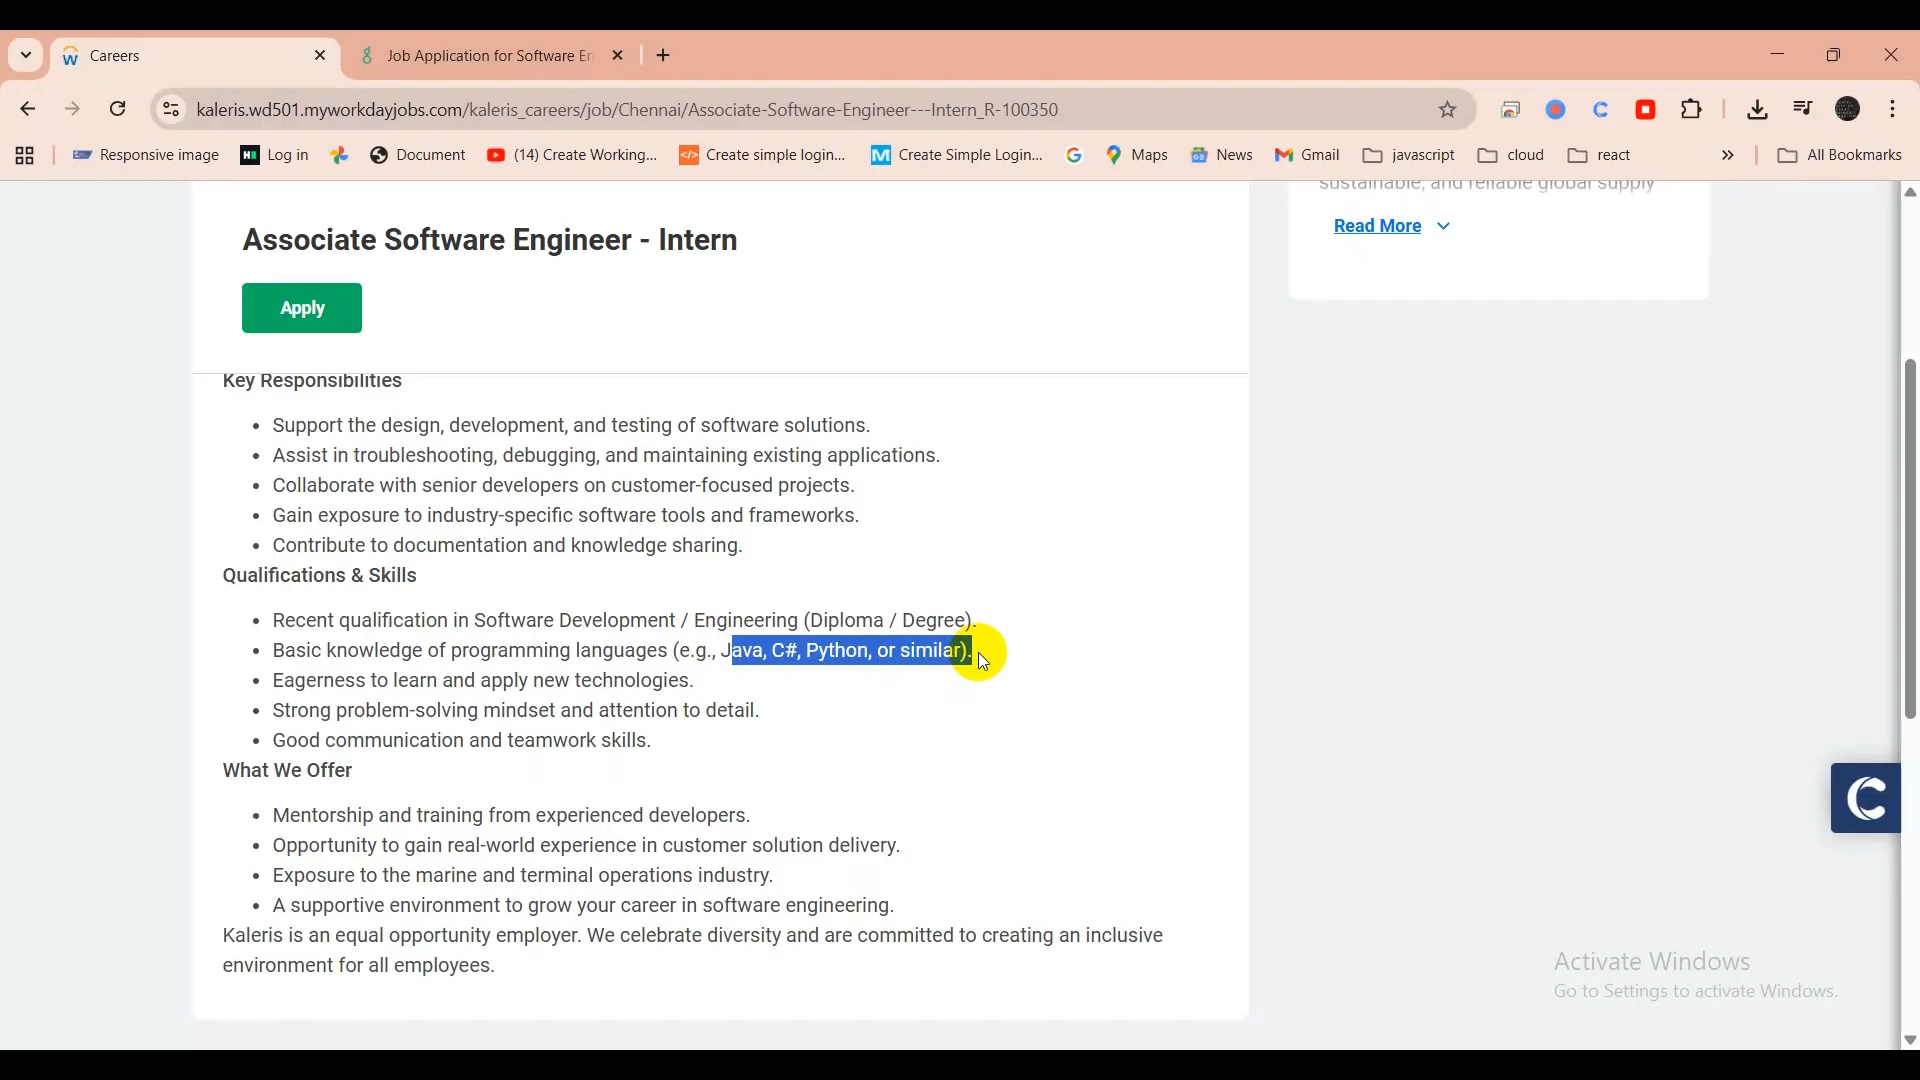 Careers
Job Application for Software En
kaleris.wd501.myworkdayjobs.com/kaleris_careers/job/Chennai/Associate-Software-Engineer---Intern_R-100350
Responsive image
Log in
Document
(14) Create Working...
Create simple login...
Create Simple Login...
Maps
News
Gmail
javascript
cloud
react
»
All Bookmarks
sustainable, and reliable global supply
Read More
Associate Software Engineer - Intern
Apply
Key Responsibilities
• Support the design, development, and testing of software solutions.
• Assist in troubleshooting, debugging, and maintaining existing applications.
• Collaborate with senior developers on customer-focused projects.
• Gain exposure to industry-specific software tools and frameworks.
• Contribute to documentation and knowledge sharing.
Qualifications & Skills
• Recent qualification in Software Development / Engineering (Diploma / Degree).
• Basic knowledge of programming languages (e.g., Java, C#, Python, or similar).
• Eagerness to learn and apply new technologies.
• Strong problem-solving mindset and attention to detail.
• Good communication and teamwork skills.
What We Offer
• Mentorship and training from experienced developers.
• Opportunity to gain real-world experience in customer solution delivery.
• Exposure to the marine and terminal operations industry.
• A supportive environment to grow your career in software engineering.
Kaleris is an equal opportunity employer. We celebrate diversity and are committed to creating an inclusive
environment for all employees.
Activate Windows
Go to Settings to activate Windows.